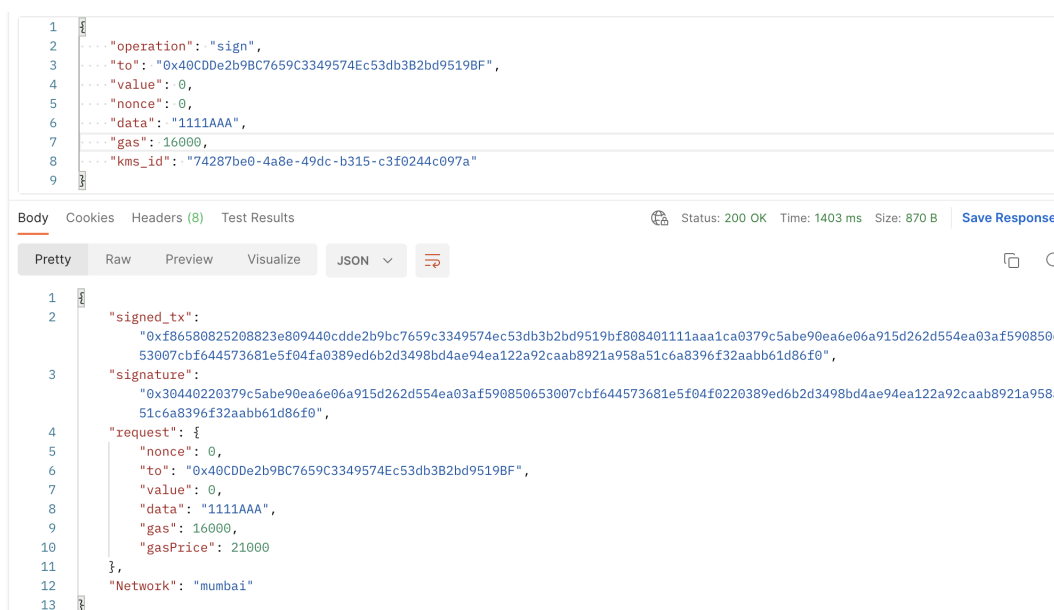 1 {
2 "operation": "sign",
3 "to": "0x40CDDe2b9BC7659C3349574Ec53db3B2bd9519BF",
4 "value": 0,
5 "nonce": 0,
6 "data": "1111AAA",
7 "gas": 16000,
8 "kms_id": "74287be0-4a8e-49dc-b315-c3f0244c097a"
9 }
Body Cookies Headers (8) Test Results Status: 200 OK Time: 1403 ms Size: 870 B Save Response
Pretty Raw Preview Visualize JSON
1 {
2 "signed_tx":
"0xf86580825208823e809440cdde2b9bc7659c3349574ec53db3b2bd9519bf808401111aaa1ca0379c5abe90ea6e06a915d262d554ea03af590850
53007cbf644573681e5f04fa0389ed6b2d3498bd4ae94ea122a92caab8921a958a51c6a8396f32aabb61d86f0",
3 "signature":
"0x30440220379c5abe90ea6e06a915d262d554ea03af590850653007cbf644573681e5f04f0220389ed6b2d3498bd4ae94ea122a92caab8921a958
51c6a8396f32aabb61d86f0",
4 "request": {
5 "nonce": 0,
6 "to": "0x40CDDe2b9BC7659C3349574Ec53db3B2bd9519BF",
7 "value": 0,
8 "data": "1111AAA",
9 "gas": 16000,
10 "gasPrice": 21000
11 },
12 "Network": "mumbai"
13 }